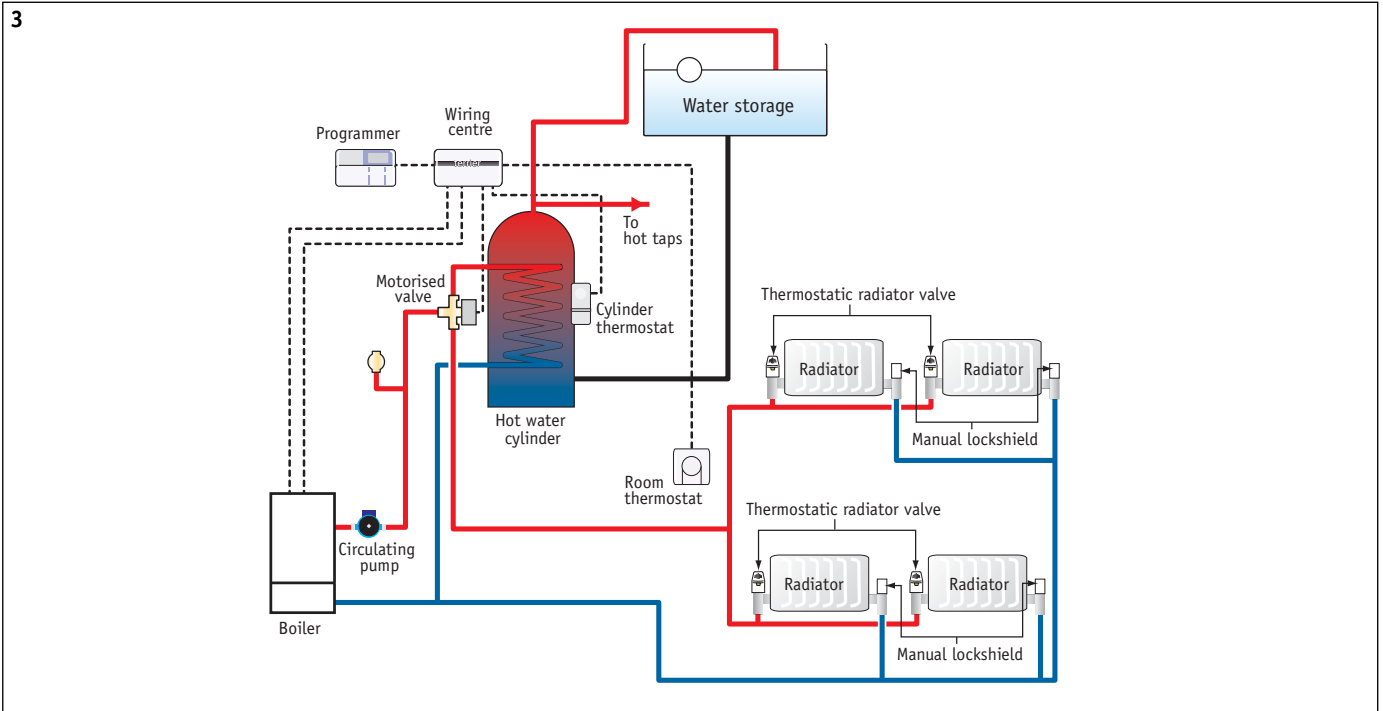 3
Water storage
Wiring
centre
Programmer
terrier
To
hot taps
Motorised
valve
Cylinder
thermostat
Thermostatic radiator valve
Radiator
Radiator
Hot water
cylinder
Manual lockshield
Room
thermostat
Thermostatic radiator valve
Circulating
pump
Radiator
Radiator
Boiler
Manual lockshield